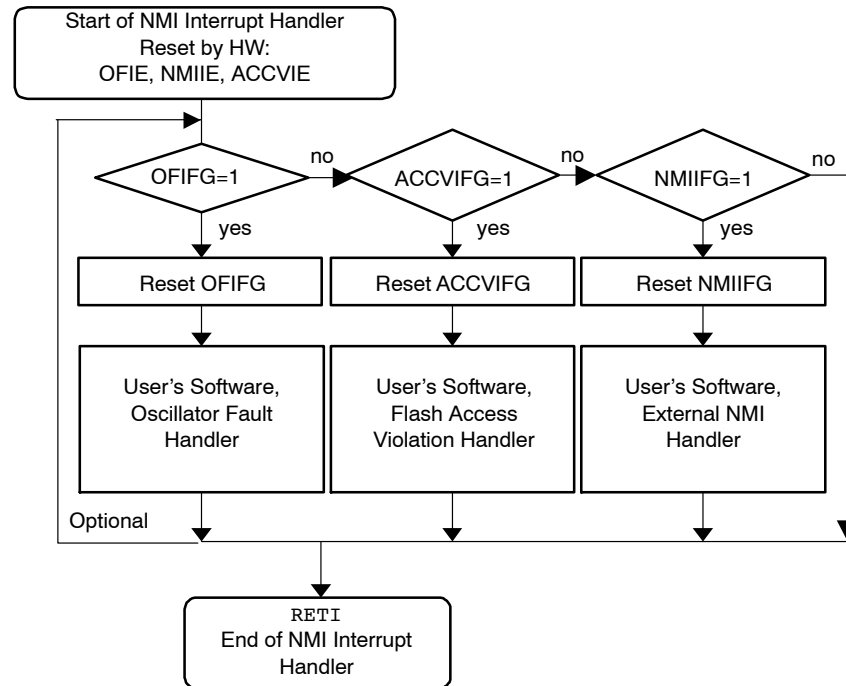 Start of NMI Interrupt Handler
Reset by HW:
OFIE, NMIIE, ACCVIE
OFIFG=1
no
ACCVIFG=1
no
NMIIFG=1
no
yes
yes
yes
Reset OFIFG
Reset ACCVIFG
Reset NMIIFG
User’s Software,
Oscillator Fault
Handler
User’s Software,
Flash Access
Violation Handler
User’s Software,
External NMI
Handler
Optional
RETI
End of NMI Interrupt
Handler